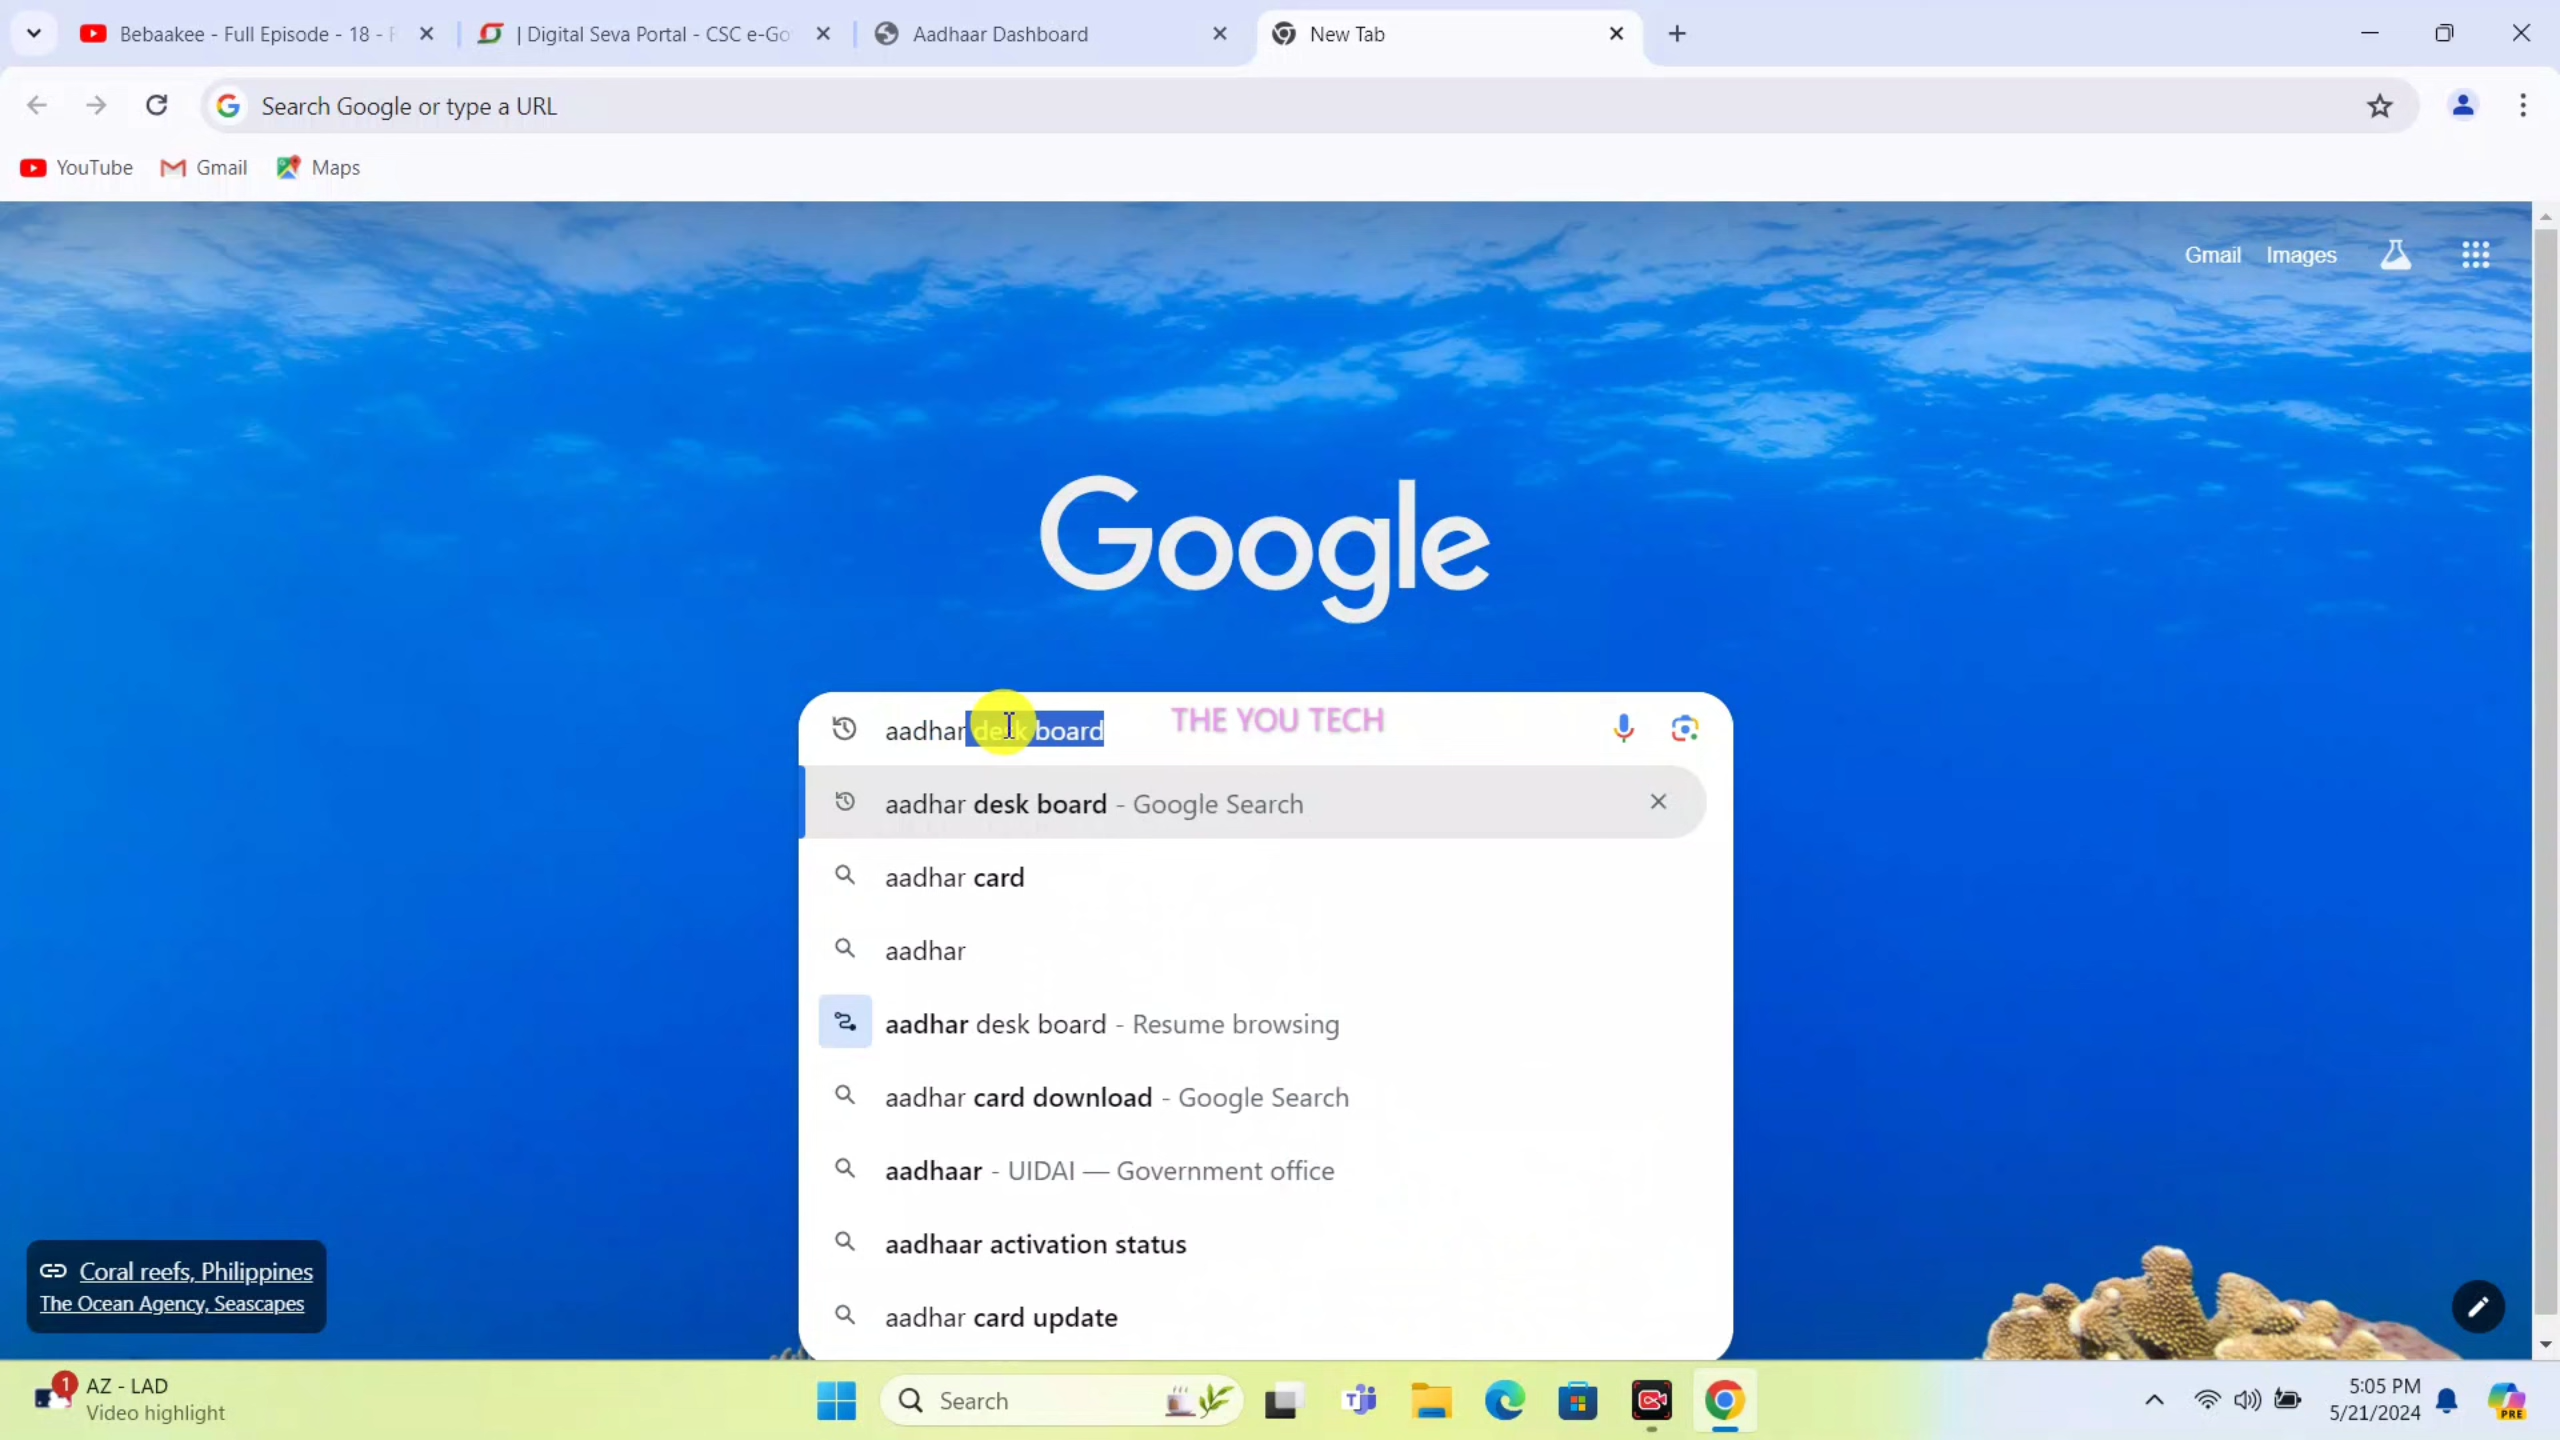 Bebaakee - Full Episode - 18 -
| Digital Seva Portal - CSC e-Go
Aadhaar Dashboard
New Tab
Search Google or type a URL
YouTube
Gmail
Maps
Gmail
Images
Google
aadhar desk board
THE YOU TECH
aadhar desk board - Google Search
aadhar card
aadhar
aadhar desk board - Resume browsing
aadhar card download - Google Search
aadhaar - UIDAI — Government office
aadhaar activation status
aadhar card update
Coral reefs, Philippines
The Ocean Agency, Seascapes
1
AZ - LAD
Video highlight
Search
5:05 PM
5/21/2024
PRE